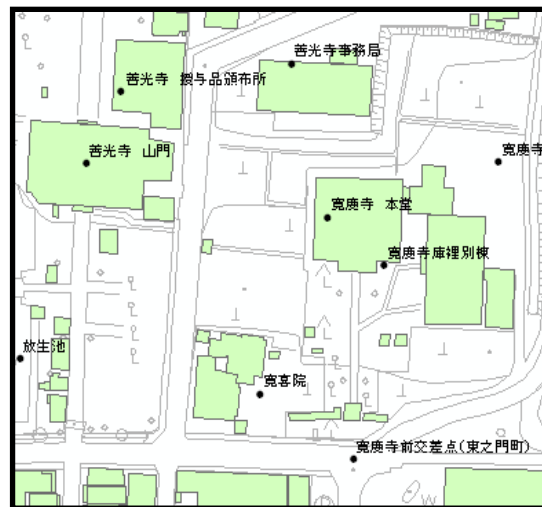 善光寺事務局
善光寺 授与品頒布所
善光寺 山門
寛慶寺
寛慶寺 本堂
寛慶寺庫裡別棟
放生池
寛喜院
寛慶寺前交差点(東之門町)